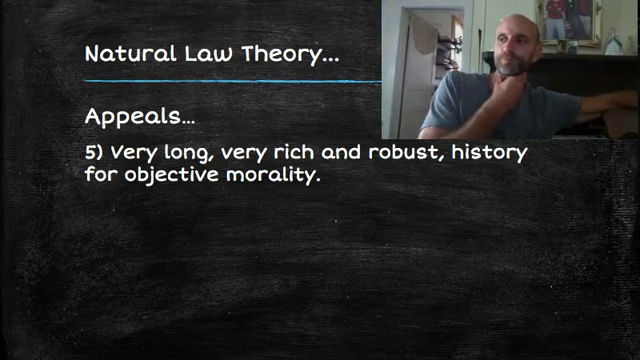 Natural Law Theory...
Appeals...
5) Very long, very rich and robust, history
for objective morality.